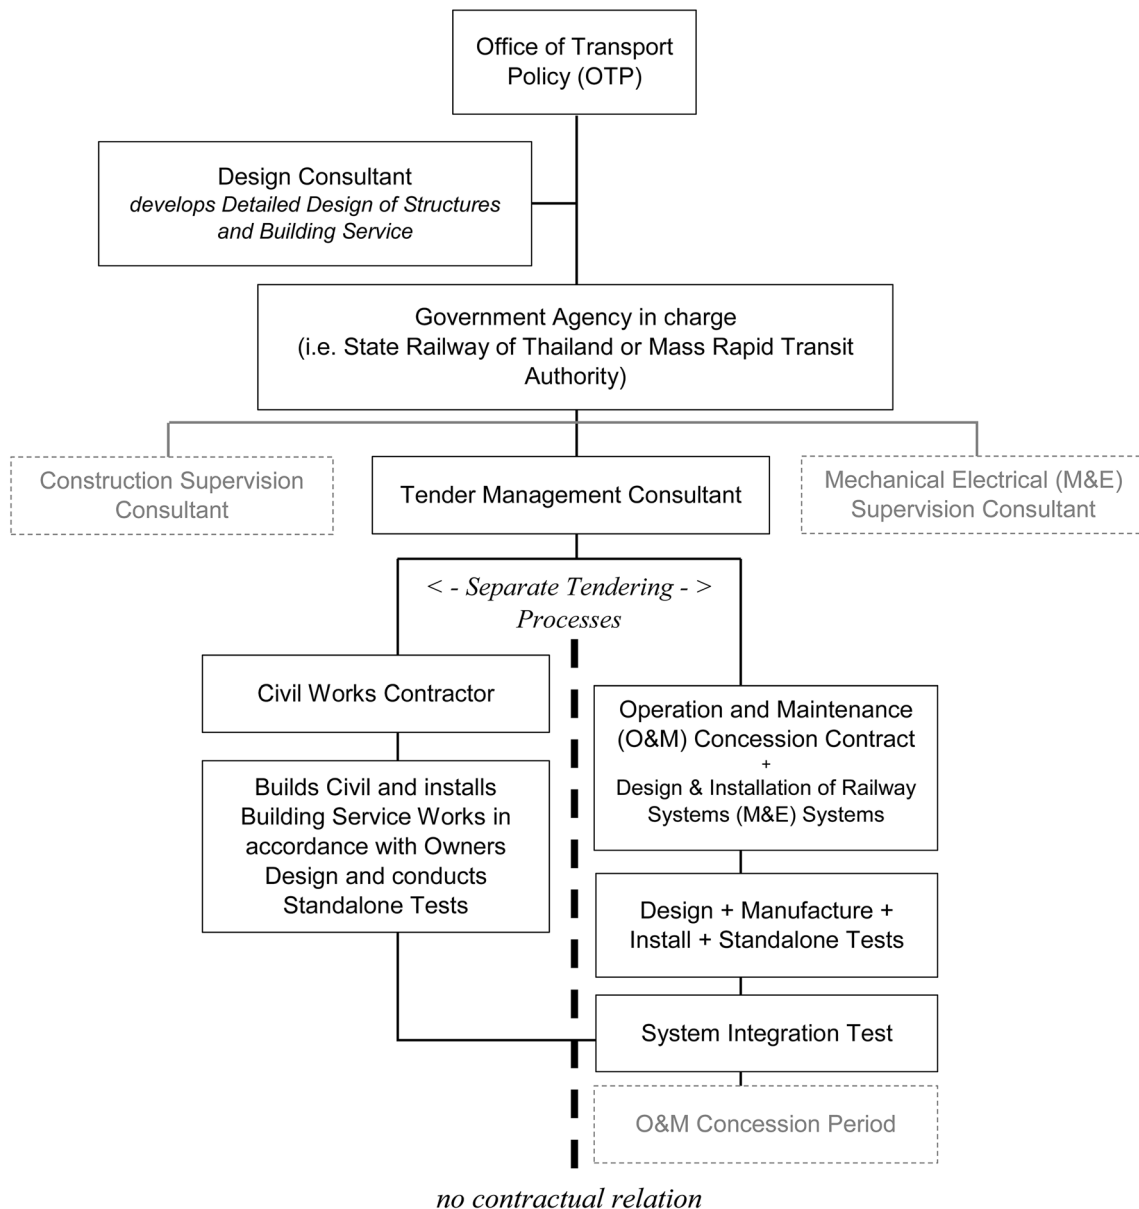 Office of Transport
Policy (OTP)
Design Consultant
develops Detailed Design of Structures
and Building Service
Government Agency in charge
(i.e. State Railway of Thailand or Mass Rapid Transit
Authority)
Construction Supervision
Consultant
Tender Management Consultant
Mechanical Electrical (M&E)
Supervision Consultant
< - Separate Tendering - >
Processes
Civil Works Contractor
Builds Civil and installs
Building Service Works in
accordance with Owners
Design and conducts
Standalone Tests
Operation and Maintenance
(O&M) Concession Contract
+
Design & Installation of Railway
Systems (M&E) Systems
Design + Manufacture +
Install + Standalone Tests
System Integration Test
O&M Concession Period
no contractual relation